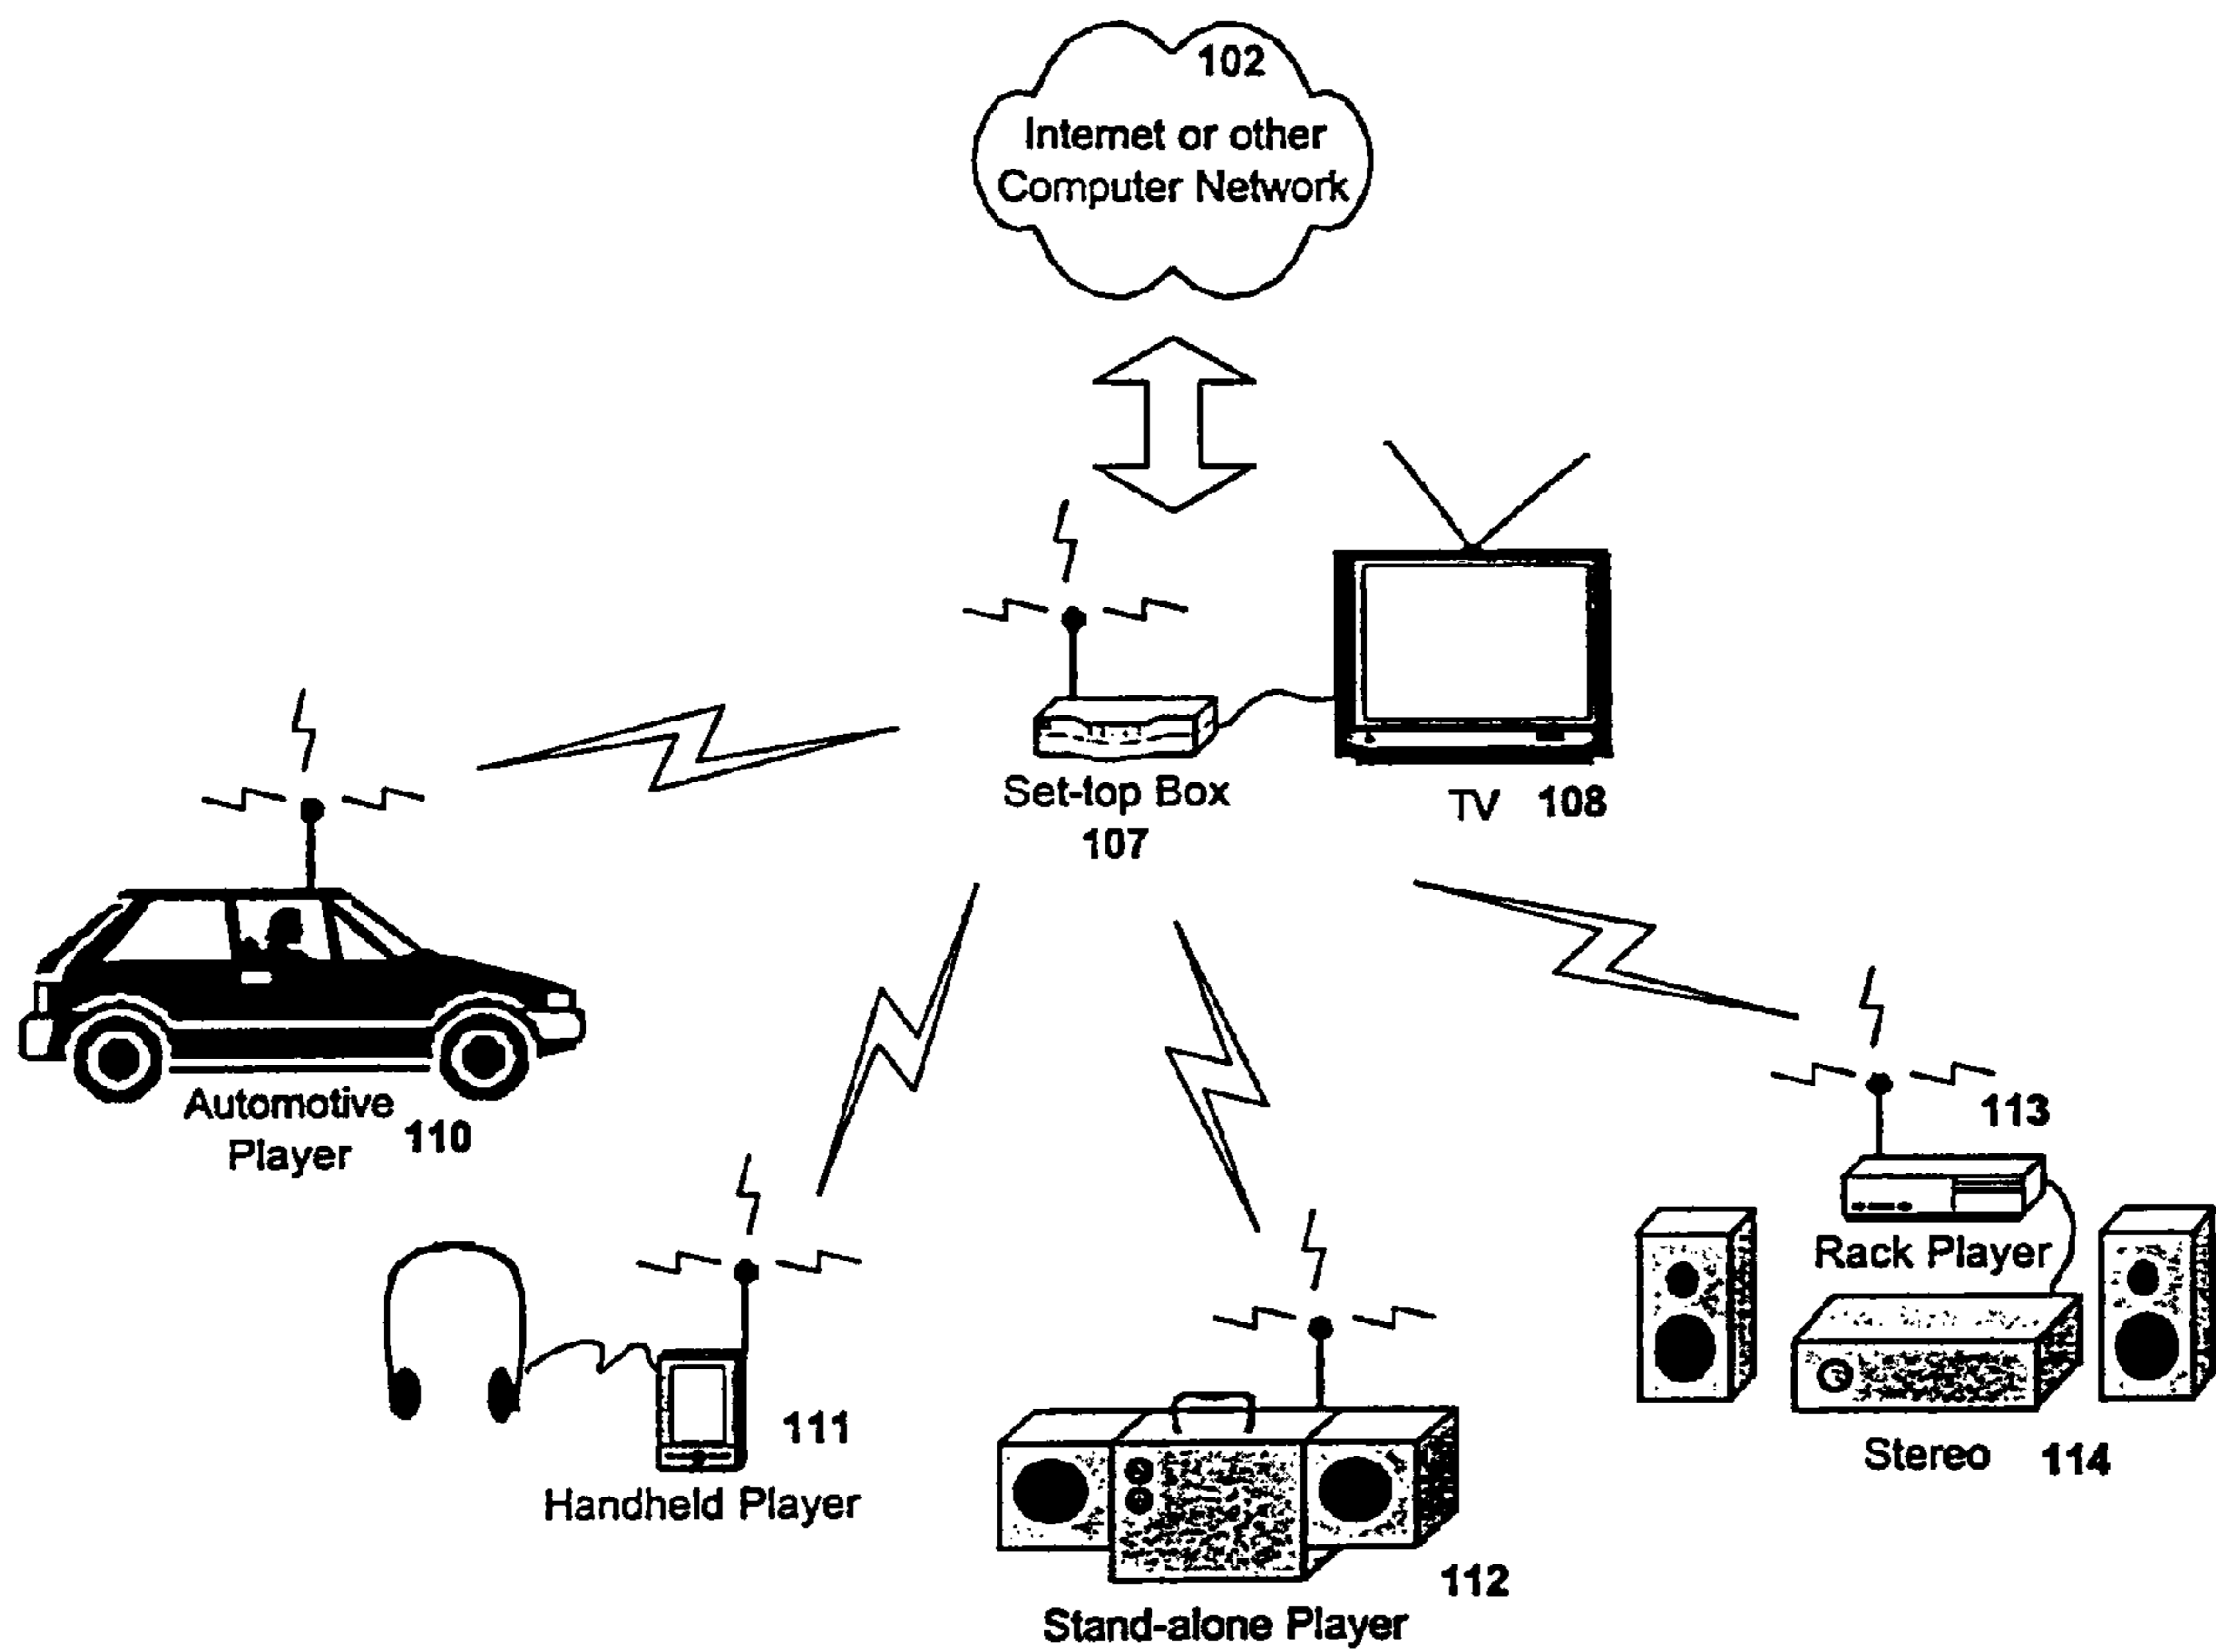 102
Internet or other
Computer Network
Set-top Box
107
TV 108
Automotive
Player 110
113
Rack Player
111
Handheld Player
Stereo 114
112
Stand-alone Player